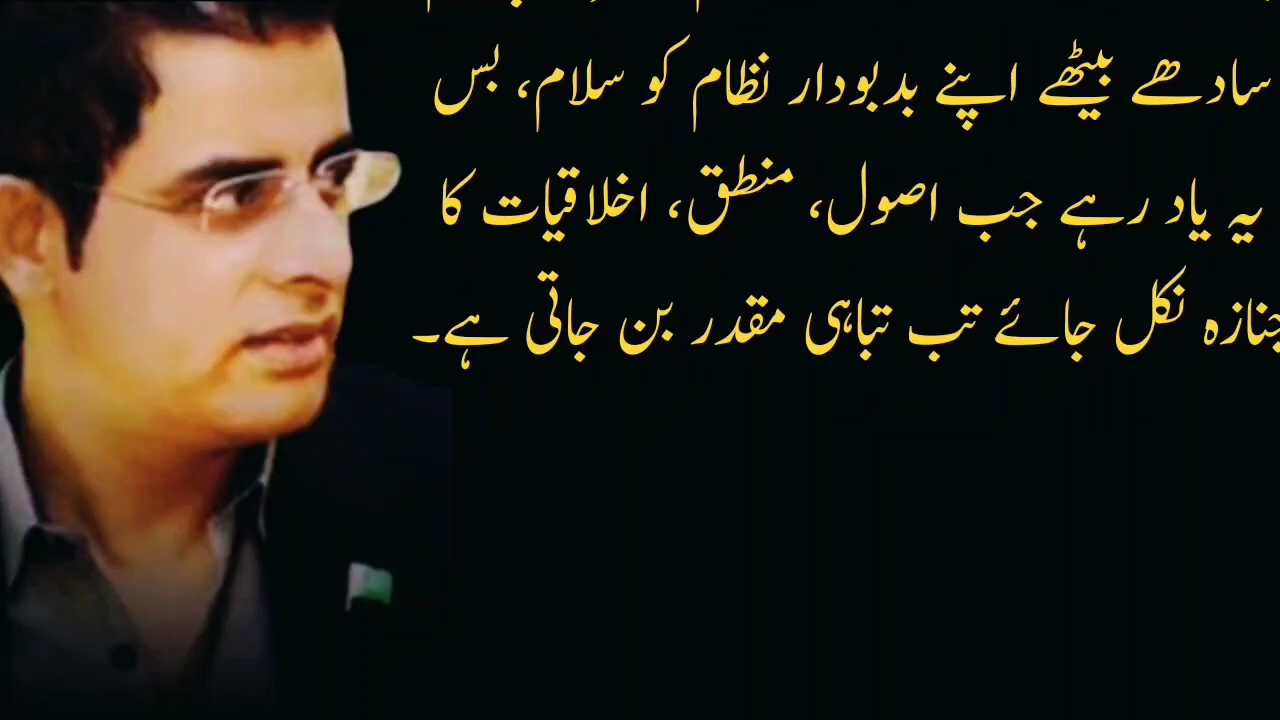 سادھے بیٹھے اپنے بدبودار نظام کو سلام، بس
یہ یاد رہے جب اصول، منطق، اخلاقیات کا
جنازہ نکل جائے تب تباہی مقدر بن جاتی ہے۔